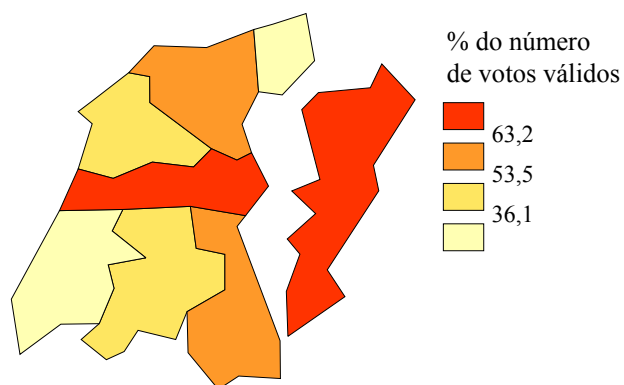 % do número
de votos válidos
63,2
53,5
36,1